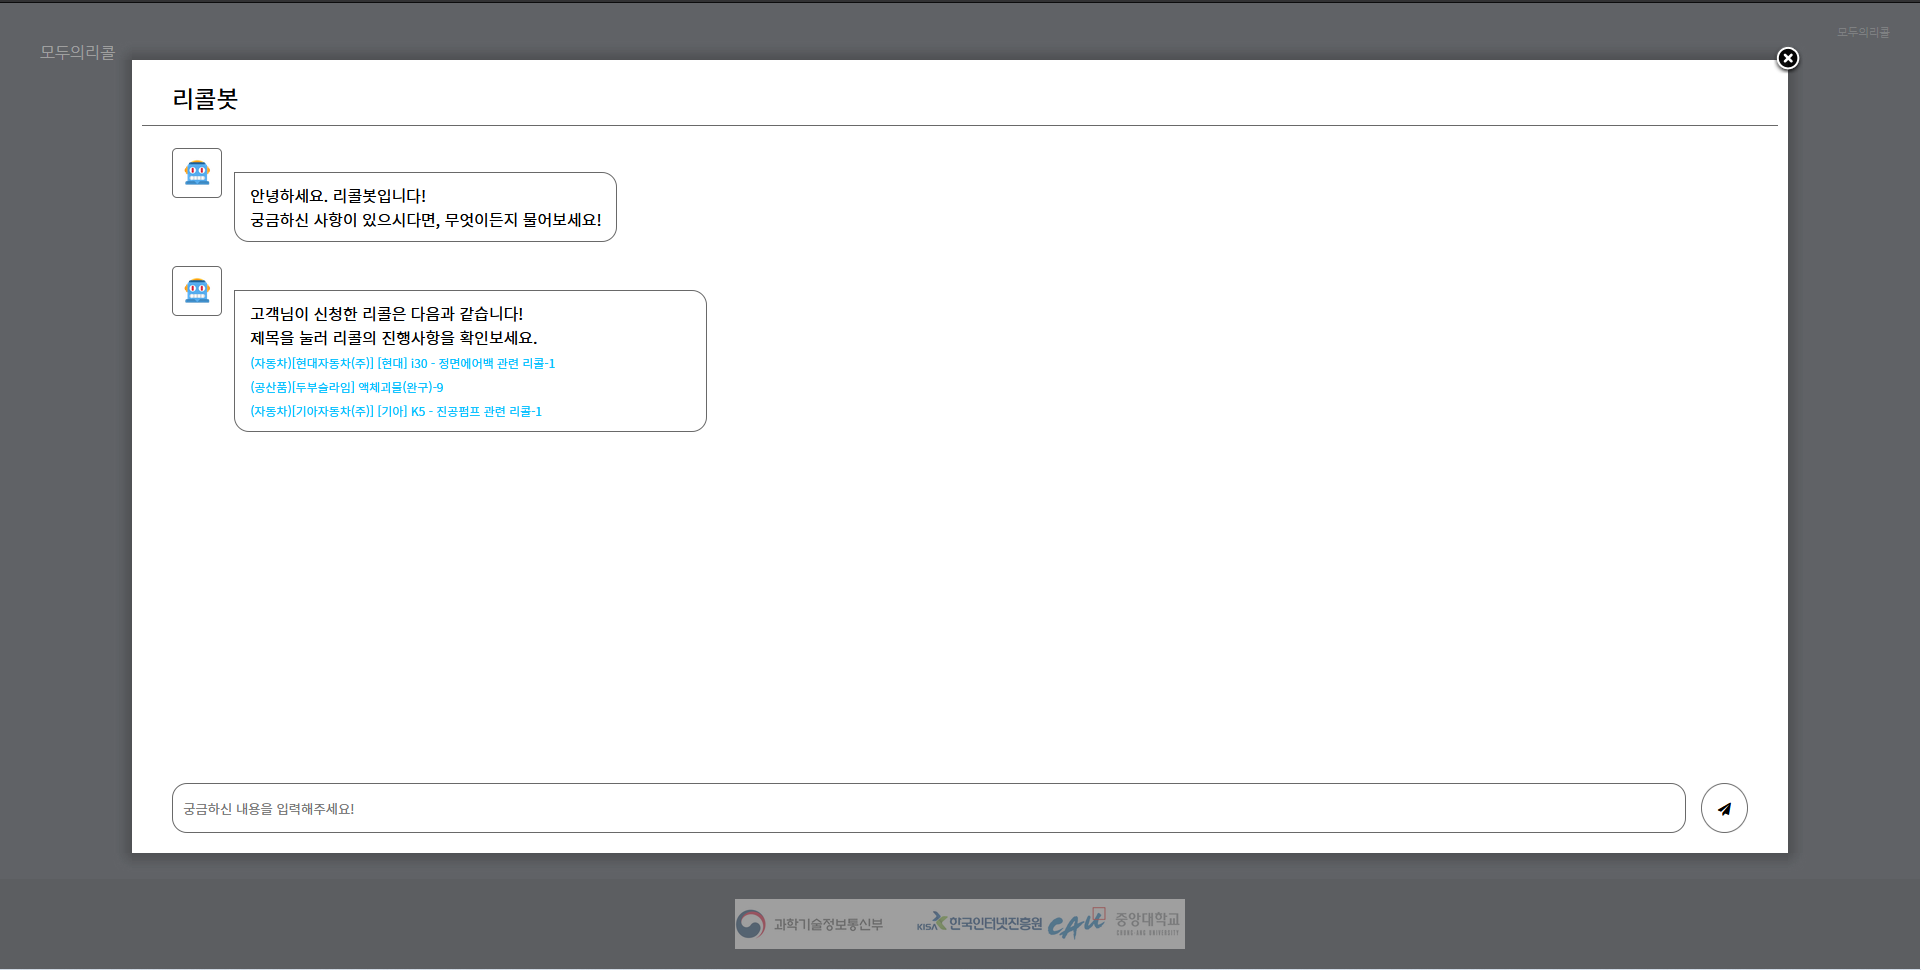 모두의리콜
모두의리콜
리콜봇
안녕하세요. 리콜봇입니다!
궁금하신 사항이 있으시다면, 무엇이든지 물어보세요!
고객님이 신청한 리콜은 다음과 같습니다!
제목을 눌러 리콜의 진행사항을 확인보세요.
(자동차)[현대자동차(주)] [현대] i30 - 정면에어백 관련 리콜-1
(공산품)[두부슬라임] 액체괴물(완구)-9
(자동차)[기아자동차(주)] [기아] K5 - 진공펌프 관련 리콜-1
궁금하신 내용을 입력해주세요!
과학기술정보통신부
KISA 한국인터넷진흥원
CAU 중앙대학교
CHUNG-ANG UNIVERSITY